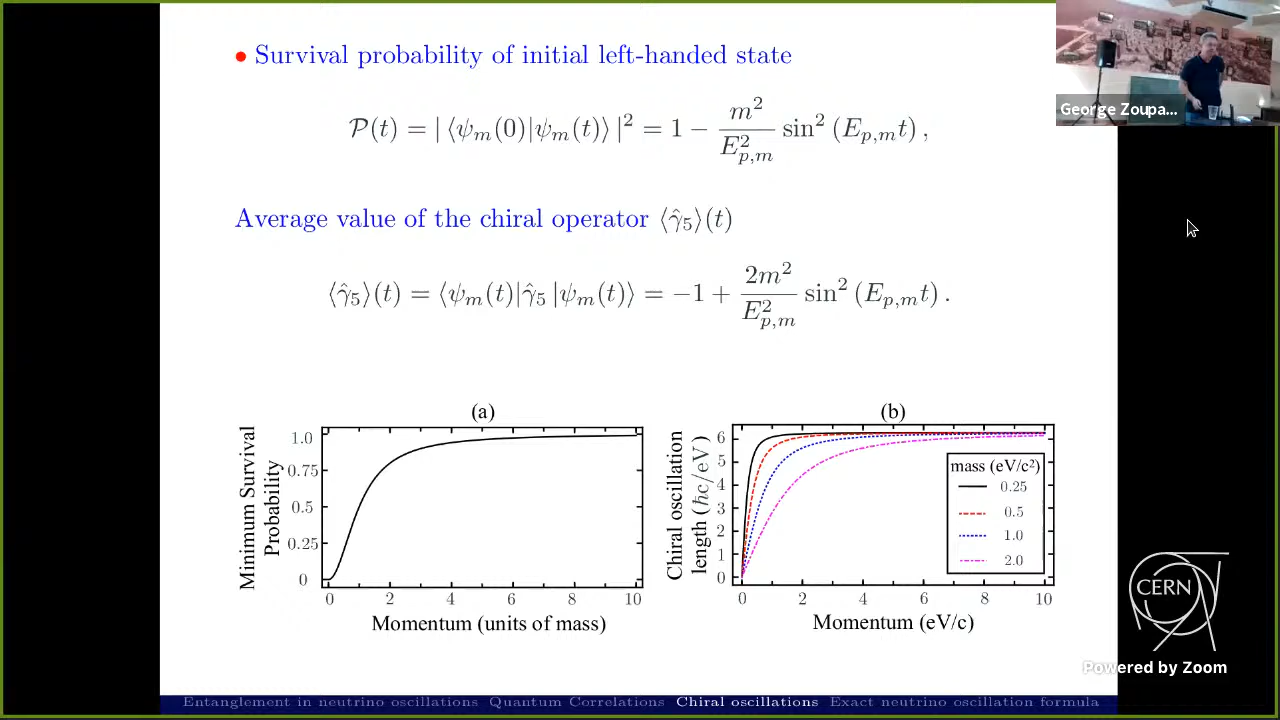 • Survival probability of initial left-handed state
𝒫(t) = | ⟨ψ_m(0)|ψ_m(t)⟩ |² = 1 − m²/E²_{p,m} sin² (E_{p,m}t) ,
Average value of the chiral operator ⟨γ̂₅⟩(t)
⟨γ̂₅⟩(t) = ⟨ψ_m(t)|γ̂₅ |ψ_m(t)⟩ = −1 + 2m²/E²_{p,m} sin² (E_{p,m}t) .
(a)
Minimum Survival
Probability
1.0
0.75
0.5
0.25
0
0 2 4 6 8 10
Momentum (units of mass)
(b)
Chiral oscillation
length (ħc/eV)
6
5
4
3
2
1
0
0 2 4 6 8 10
Momentum (eV/c)
mass (eV/c²)
0.25
0.5
1.0
2.0
Entanglement in neutrino oscillations Quantum Correlations Chiral oscillations Exact neutrino oscillation formula
George Zoupa...
CERN
Powered by Zoom